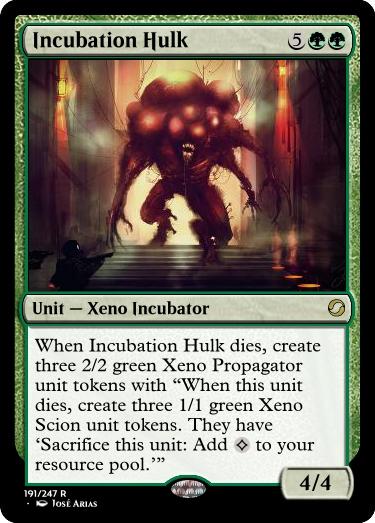 Incubation Hulk 5
Unit — Xeno Incubator
When Incubation Hulk dies, create
three 2/2 green Xeno Propagator
unit tokens with “When this unit
dies, create three 1/1 green Xeno
Scion unit tokens. They have
‘Sacrifice this unit: Add to your
resource pool.’”
191/247 R
· José Arias
4/4